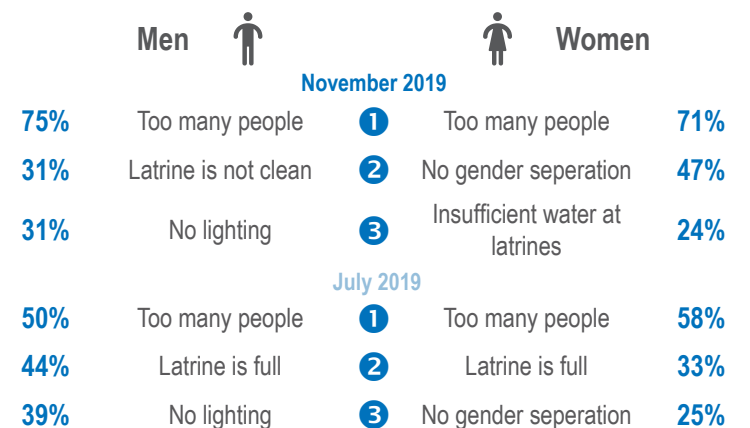 Men Women
November 2019
75% Too many people 1 Too many people 71%
31% Latrine is not clean 2 No gender seperation 47%
31% No lighting 3 Insufficient water at latrines 24%
July 2019
50% Too many people 1 Too many people 58%
44% Latrine is full 2 Latrine is full 33%
39% No lighting 3 No gender seperation 25%